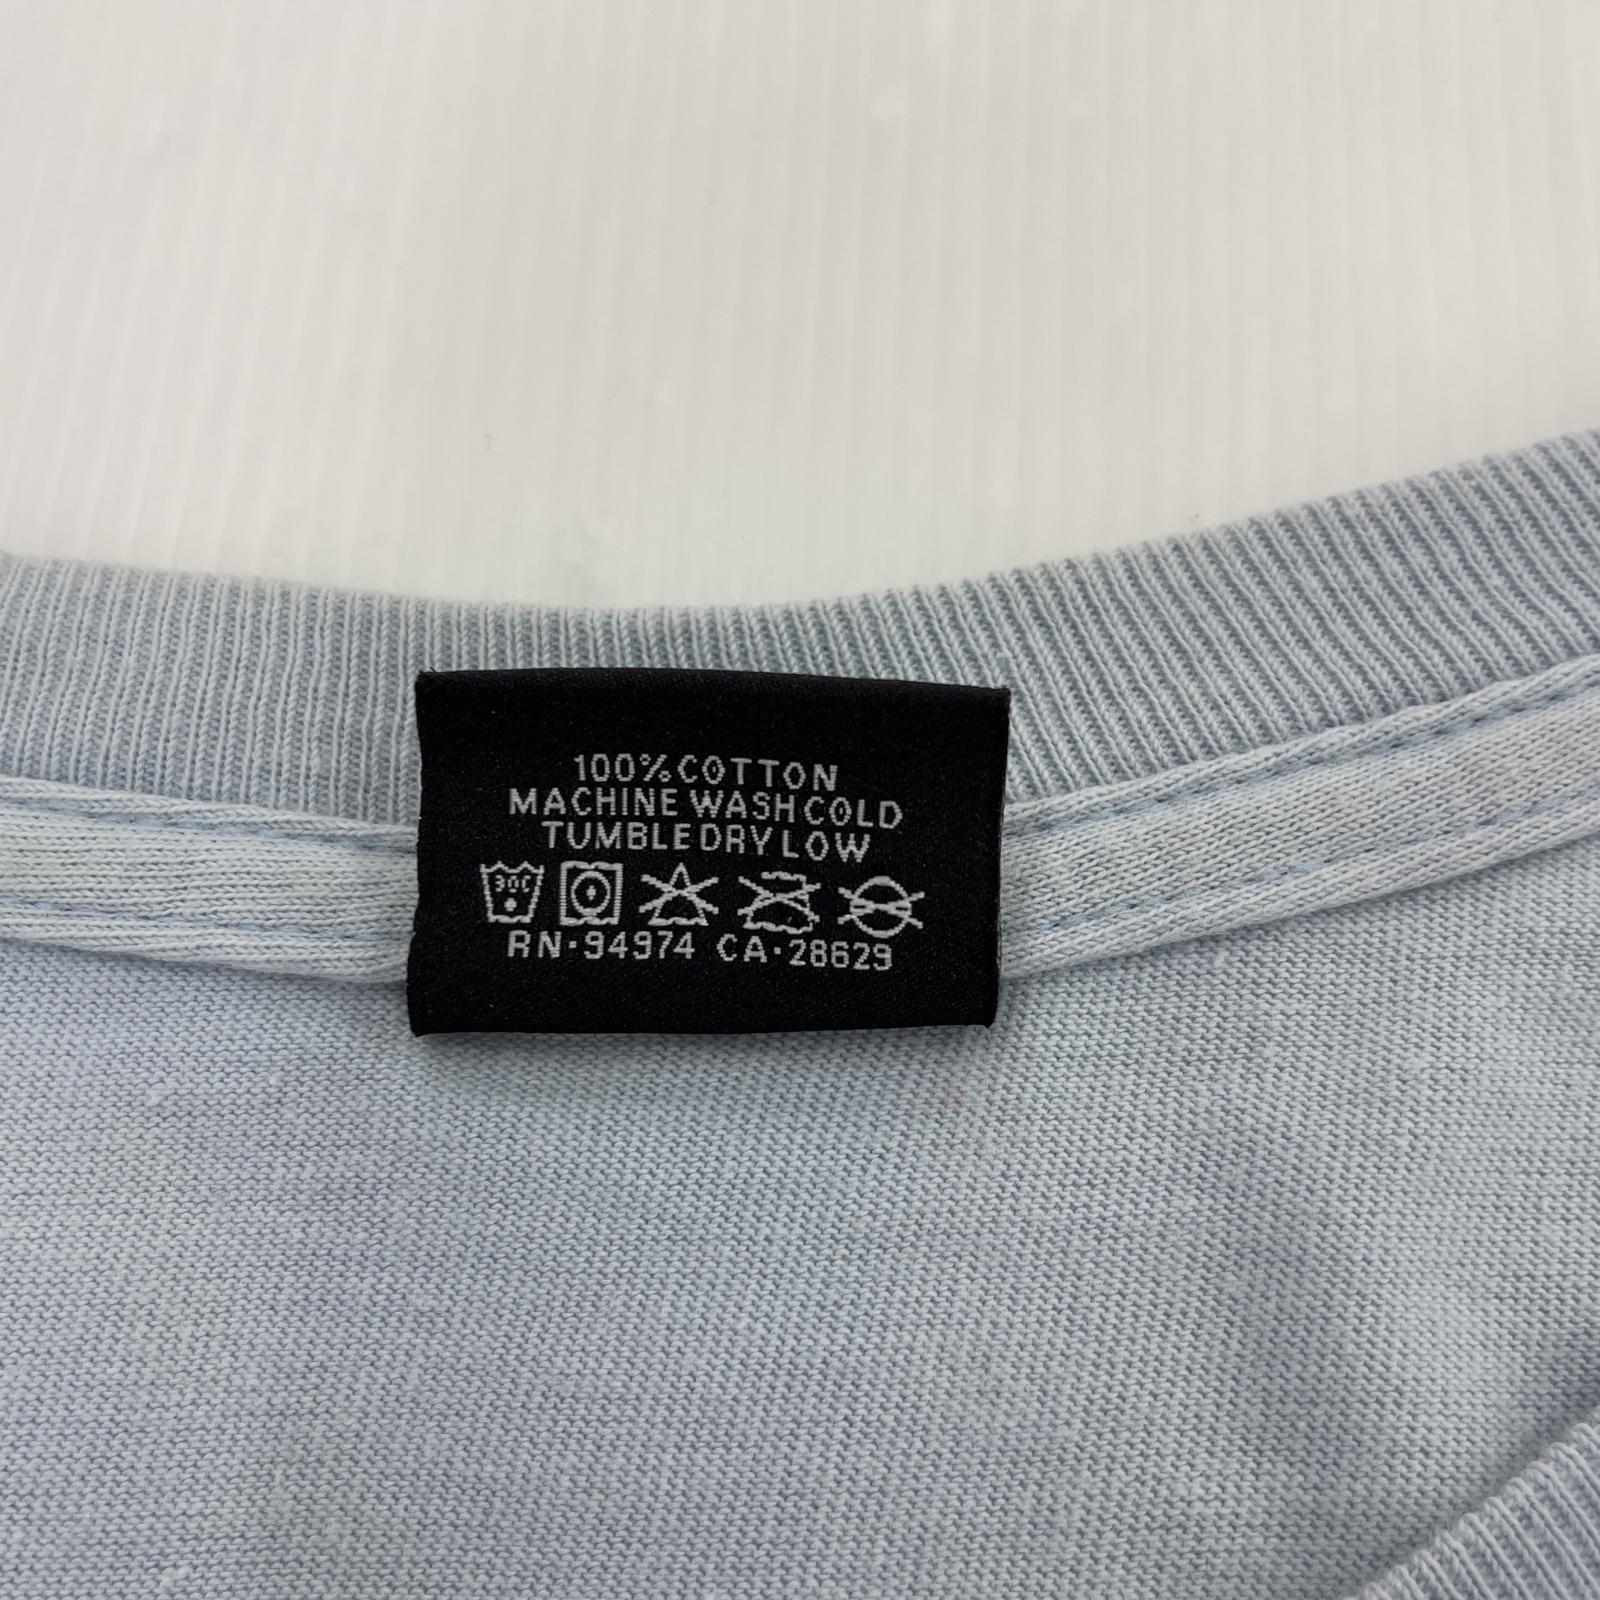 100% COTTON
MACHINE WASH COLD
TUMBLE DRY LOW
30C
RN·94974 CA·28629